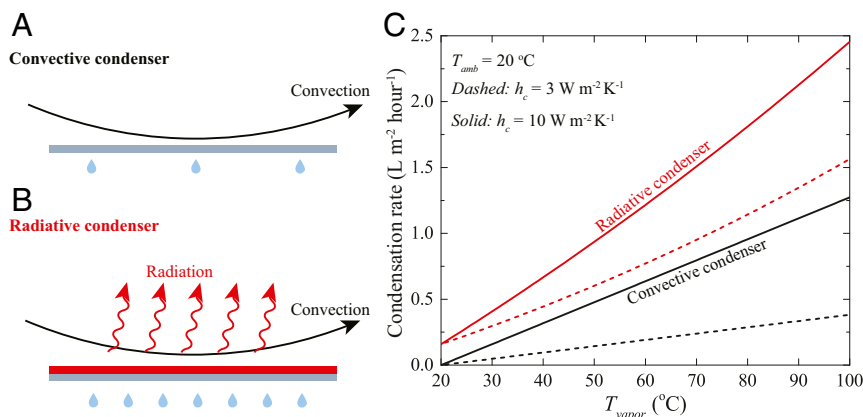 A
Convective condenser
Convection
B
Radiative condenser
Radiation
Convection
C
Condensation rate (L m⁻² hour⁻¹)
2.5
2.0
1.5
1.0
0.5
0.0
T_amb = 20 °C
Dashed: h_c = 3 W m⁻² K⁻¹
Solid: h_c = 10 W m⁻² K⁻¹
Radiative condenser
Convective condenser
20 30 40 50 60 70 80 90 100
T_vapor (°C)